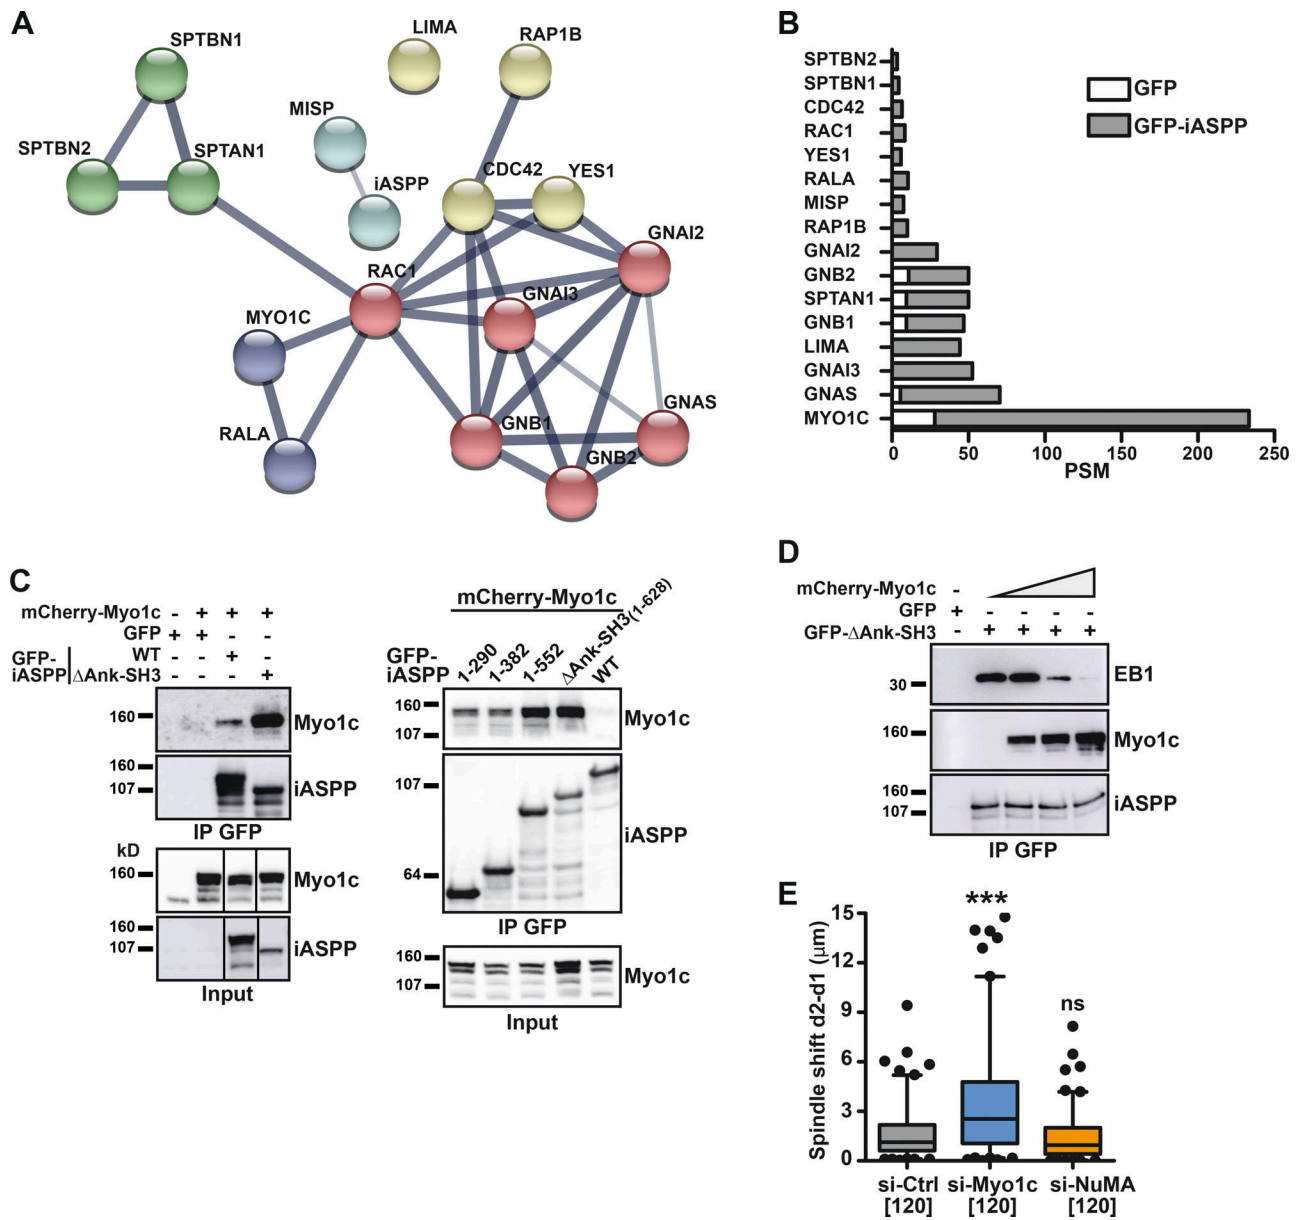 A
SPTBN1
LIMA
RAP1B
MISP
SPTBN2
SPTAN1
iASPP
CDC42
YES1
GNAI2
RAC1
GNAI3
MYO1C
GNAS
RALA
GNB1
GNB2
B
SPTBN2
SPTBN1
CDC42
RAC1
YES1
RALA
MISP
RAP1B
GNAI2
GNB2
SPTAN1
GNB1
LIMA
GNAI3
GNAS
MYO1C
GFP
GFP-iASPP
0 50 100 150 200 250
PSM
C
mCherry-Myo1c - + + +
GFP + + - -
GFP-iASPP WT - - + -
ΔAnk-SH3 - - - +
160 Myo1c
160
107 iASPP
IP GFP
kD
160 Myo1c
160
107 iASPP
Input
mCherry-Myo1c
GFP-iASPP 1-290 1-382 1-552 ΔAnk-SH3(1-628) WT
160
107 Myo1c
107
64 iASPP
IP GFP
160
107 Myo1c
Input
D
mCherry-Myo1c -
GFP + - - - -
GFP-ΔAnk-SH3 - + + + +
30 EB1
160 Myo1c
160
107 iASPP
IP GFP
E
Spindle shift d2-d1 (µm)
15
12
9
6
3
0
***
ns
si-Ctrl si-Myo1c si-NuMA
[120] [120] [120]